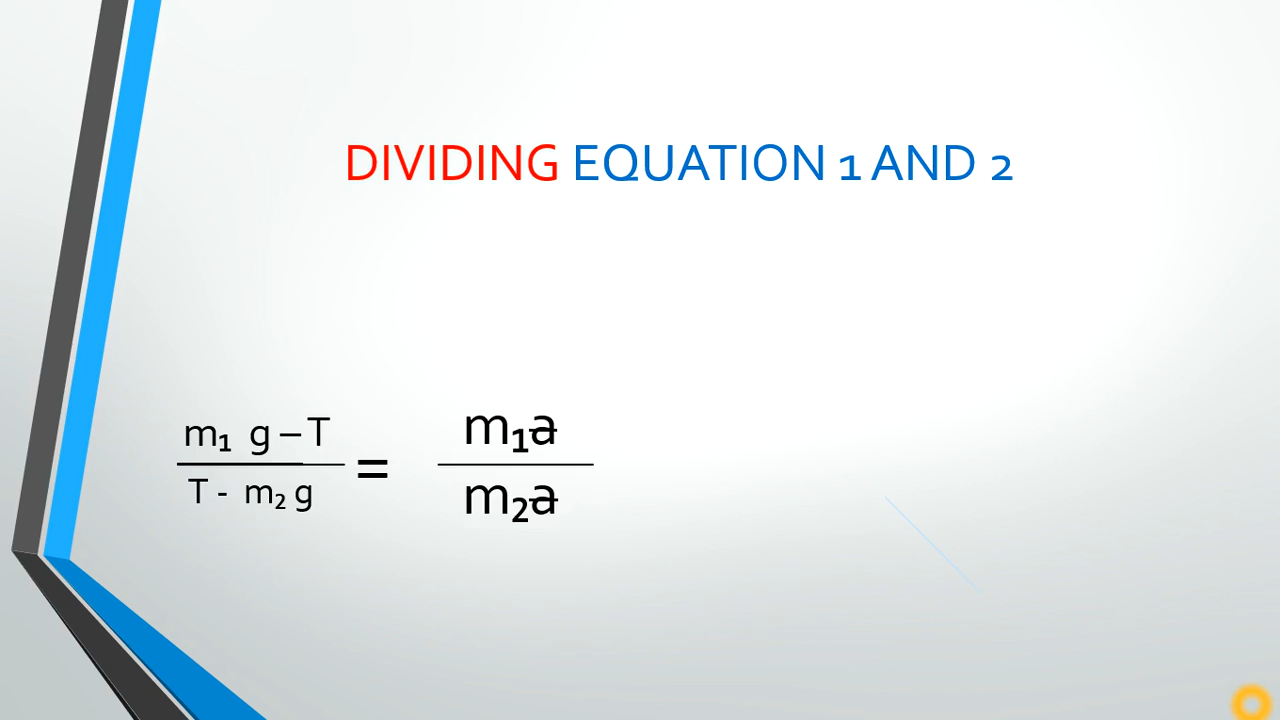 DIVIDING EQUATION 1 AND 2
m₁ g – T
T - m₂ g
=
m₁a
m₂a